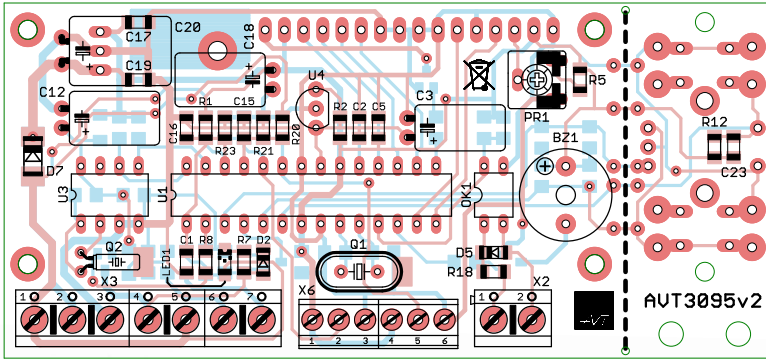 C17
C20
C18
C19
C12
U4
C3
PR1
R5
R1
C15
R2
C2
C5
C16
R23
R21
R20
BZ1
R12
C23
D7
U3
U1
OK1
Q2
LED1
C1
R8
R7
D2
Q1
D5
R18
X3
X6
X2
1 2 3 4 5 6 7
1 2 3 4 5 6
1 2
AVT3095v2
AVT